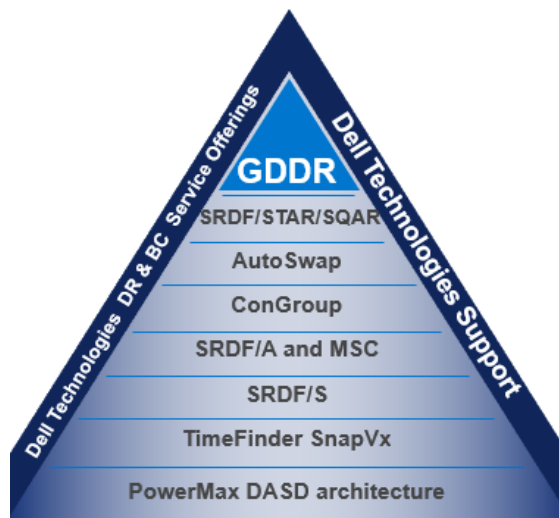 Dell Technologies DR & BC Service Offerings
Dell Technologies Support
GDDR
SRDF/STAR/SQAR
AutoSwap
ConGroup
SRDF/A and MSC
SRDF/S
TimeFinder SnapVx
PowerMax DASD architecture